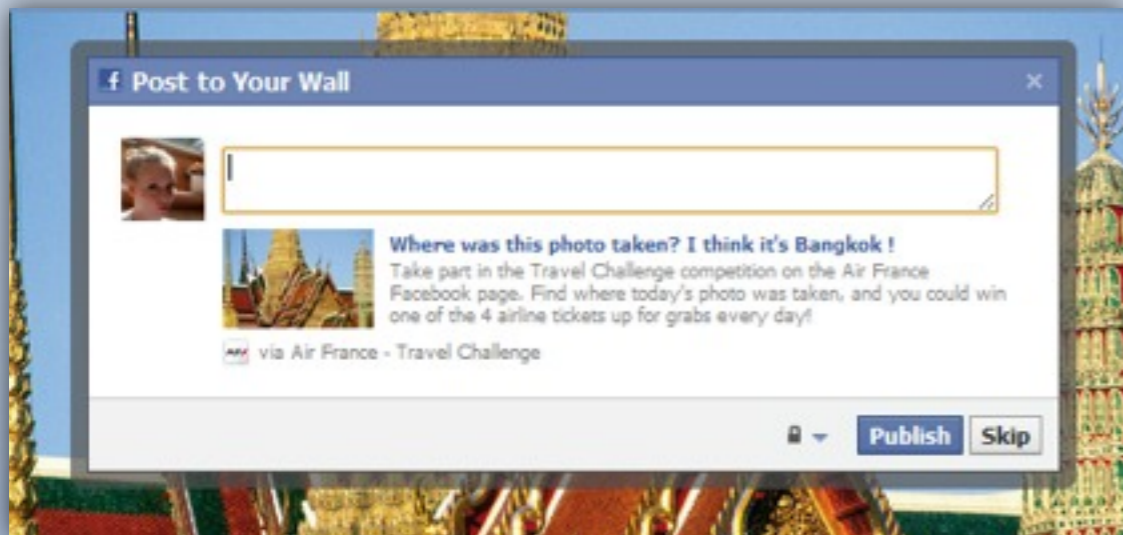 f Post to Your Wall
Where was this photo taken? I think it's Bangkok !
Take part in the Travel Challenge competition on the Air France
Facebook page. Find where today's photo was taken, and you could win
one of the 4 airline tickets up for grabs every day!
via Air France - Travel Challenge
Publish Skip